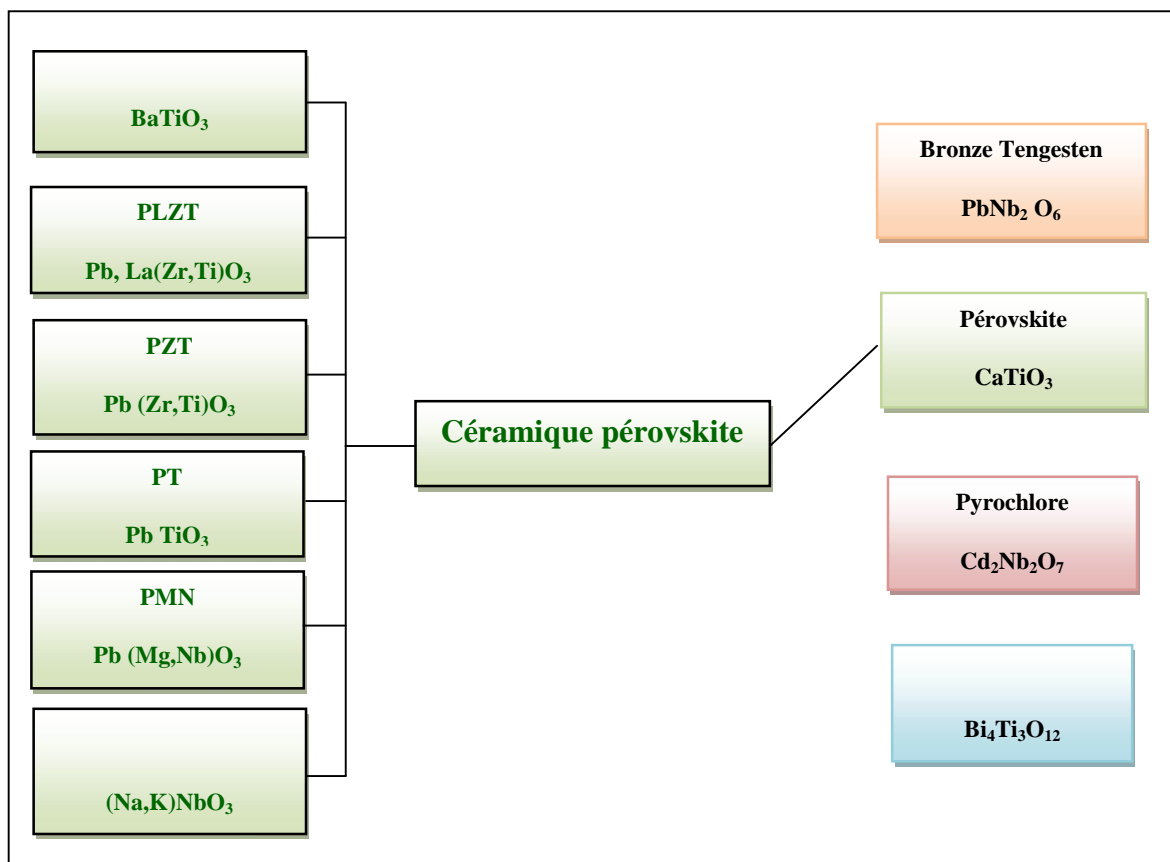 BaTiO₃
PLZT
Pb, La(Zr,Ti)O₃
PZT
Pb (Zr,Ti)O₃
PT
Pb TiO₃
PMN
Pb (Mg,Nb)O₃
(Na,K)NbO₃
Céramique pérovskite
Bronze Tengesten
PbNb₂ O₆
Pérovskite
CaTiO₃
Pyrochlore
Cd₂Nb₂O₇
Bi₄Ti₃O₁₂